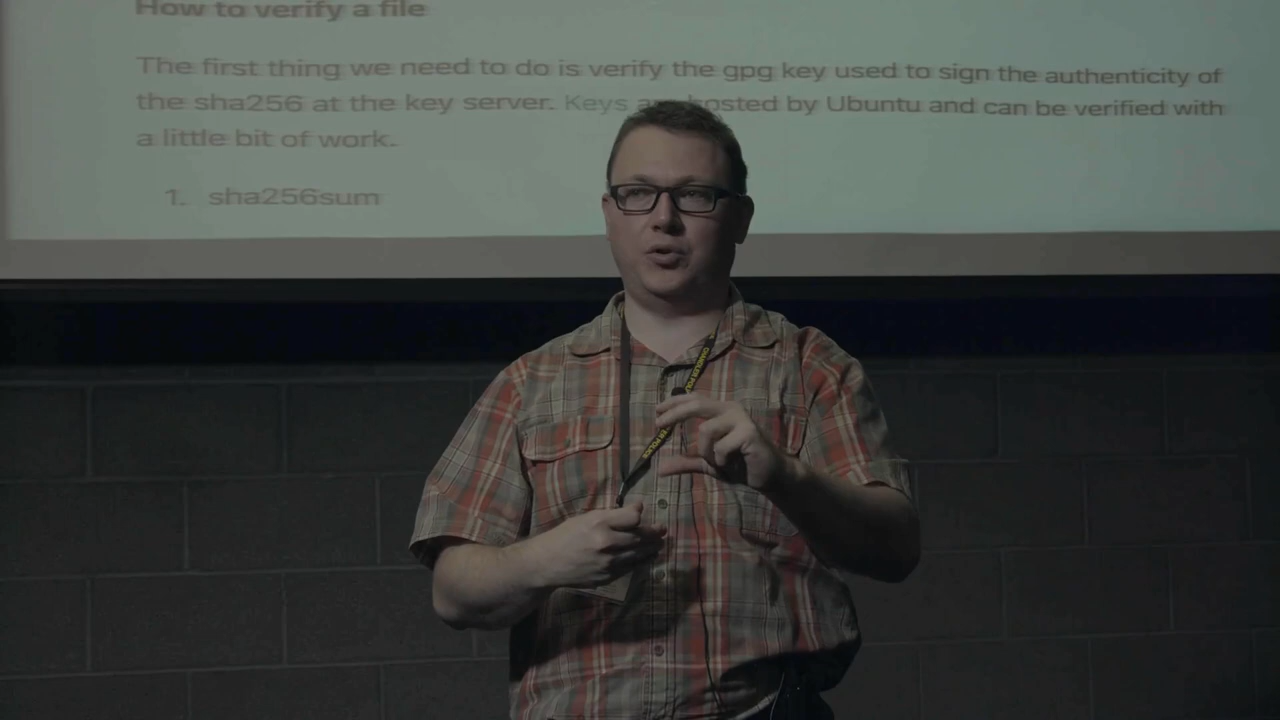 How to verify a file
The first thing we need to do is verify the gpg key used to sign the authenticity of
the sha256 at the key server. Keys are hosted by Ubuntu and can be verified with
a little bit of work.
1. sha256sum